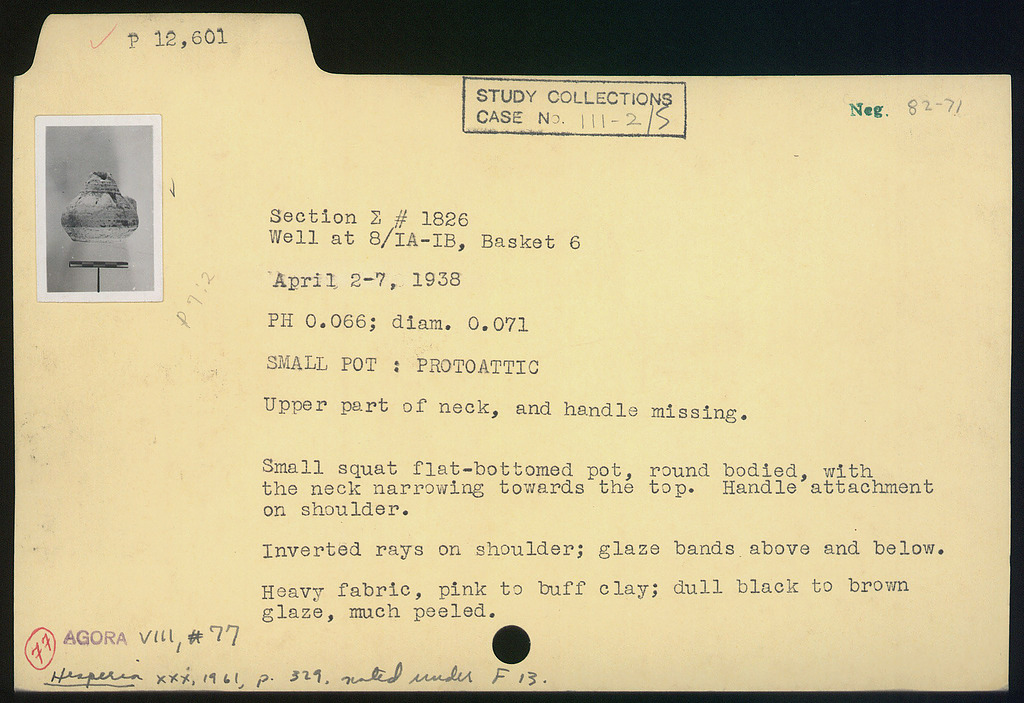 P 12,601
STUDY COLLECTIONS
CASE No. III-2/5
Neg. 82-71
Section Σ # 1826
Well at 8/IA-IB, Basket 6
April 2-7, 1938
PH 0.066; diam. 0.071
SMALL POT : PROTOATTIC
Upper part of neck, and handle missing.
Small squat flat-bottomed pot, round bodied, with
the neck narrowing towards the top. Handle attachment
on shoulder.
Inverted rays on shoulder; glaze bands above and below.
Heavy fabric, pink to buff clay; dull black to brown
glaze, much peeled.
77 AGORA VIII, #77
Hesperia XXX, 1961, p. 329. noted under F 13.